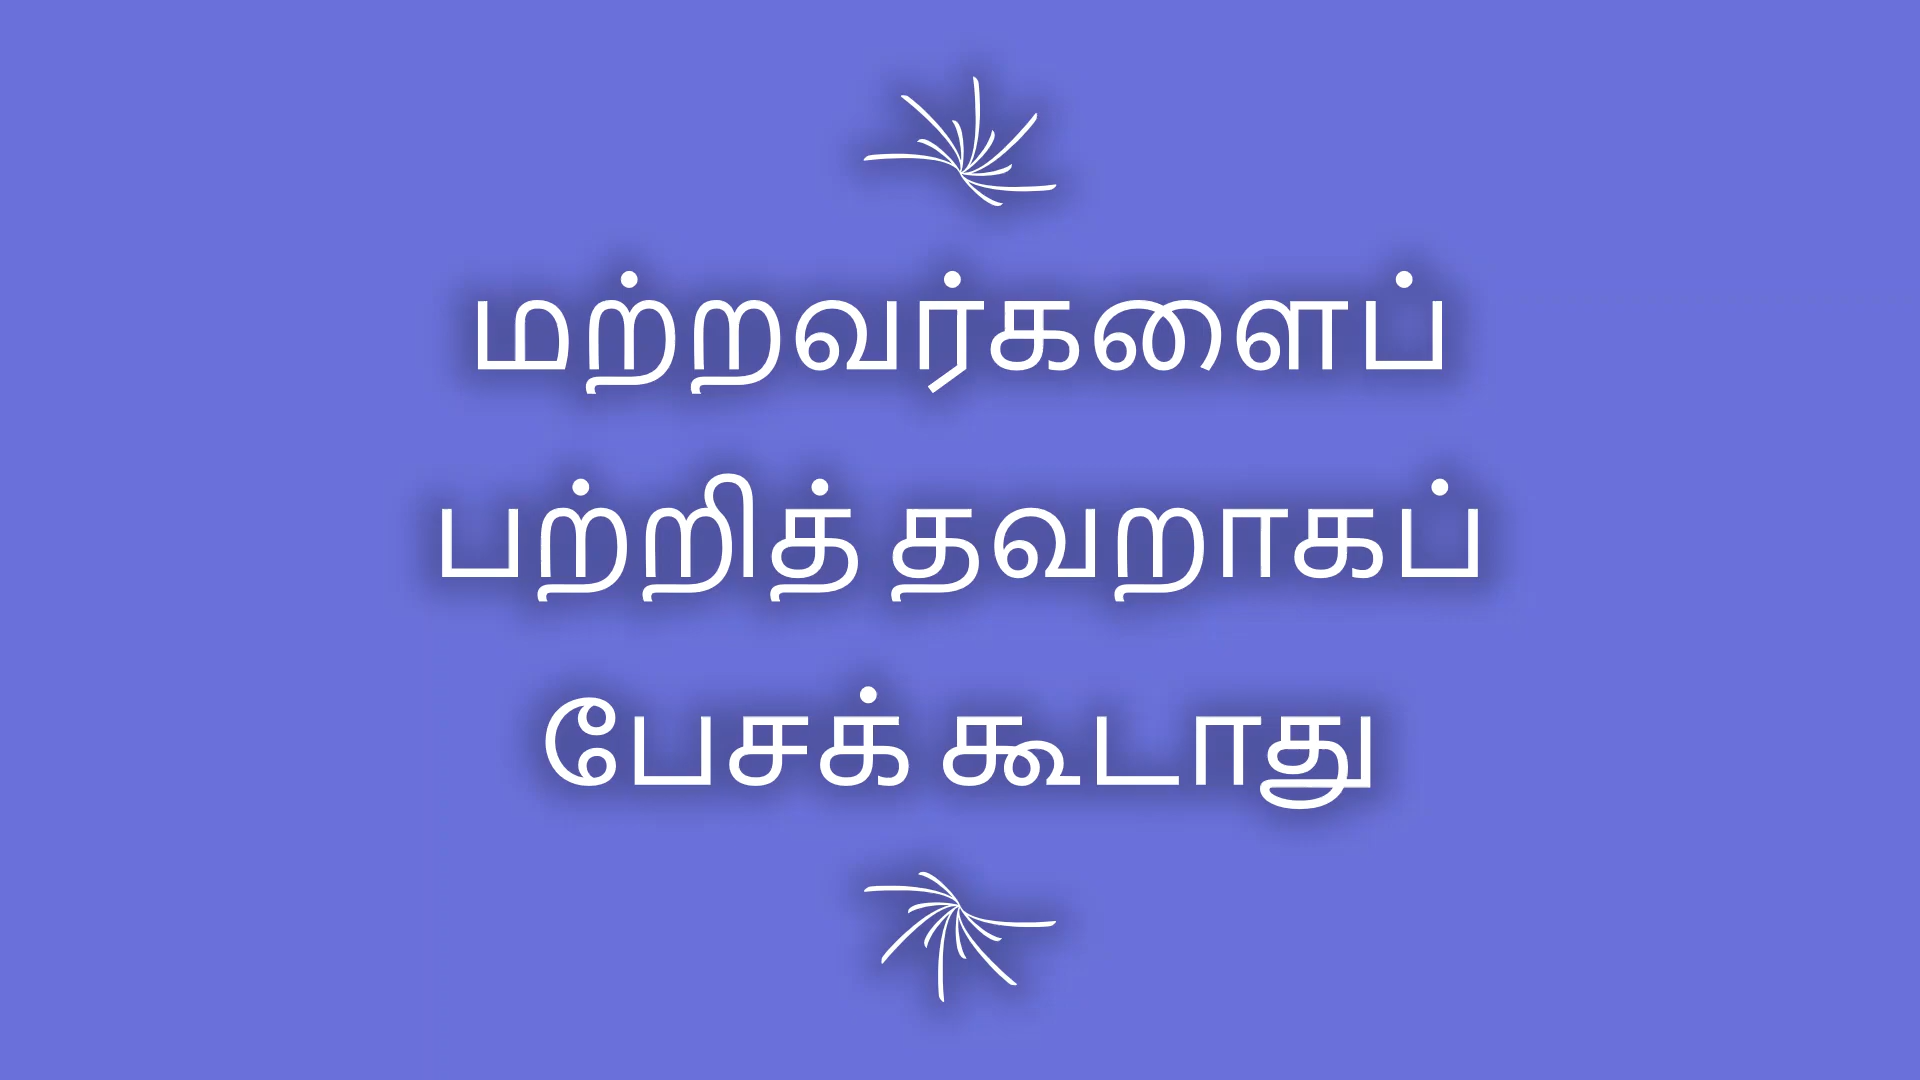 மற்றவர்களைப்
பற்றித் தவறாகப்
பேசக் கூடாது